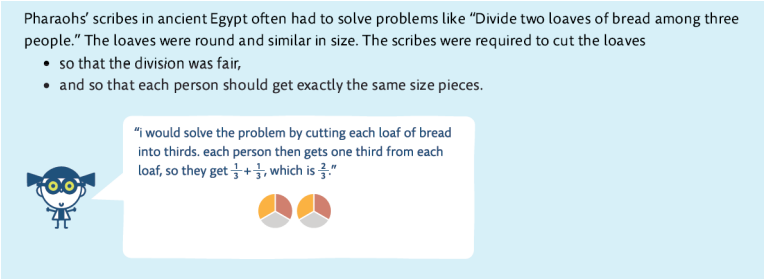 Pharaohs’ scribes in ancient Egypt often had to solve problems like “Divide two loaves of bread among three
people.” The loaves were round and similar in size. The scribes were required to cut the loaves
• so that the division was fair,
• and so that each person should get exactly the same size pieces.
“i would solve the problem by cutting each loaf of bread
into thirds. each person then gets one third from each
loaf, so they get 1/3 + 1/3, which is 2/3.”